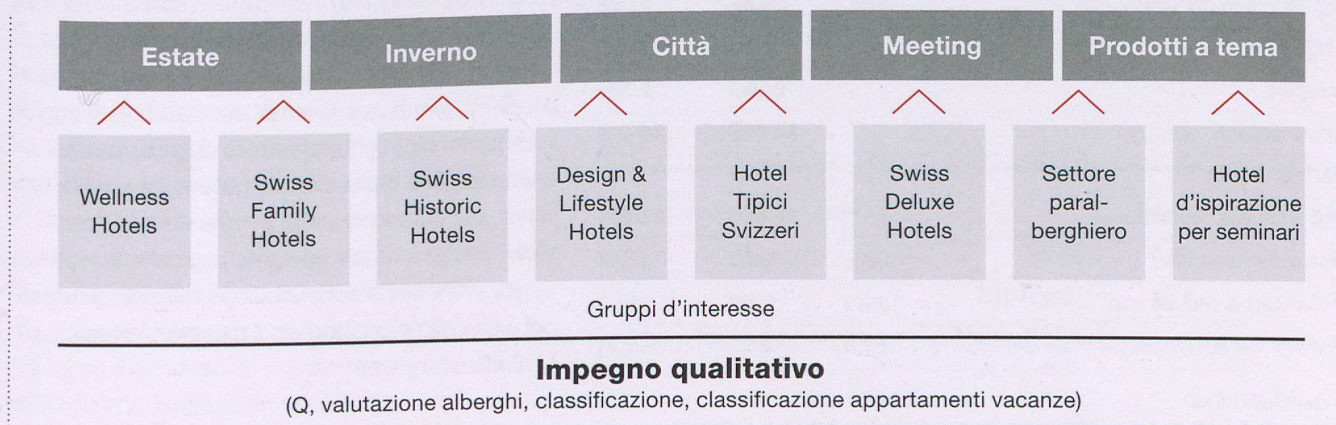 Estate
Inverno
Città
Meeting
Prodotti a tema
Wellness
Hotels
Swiss
Family
Hotels
Swiss
Historic
Hotels
Design &
Lifestyle
Hotels
Hotel
Tipici
Svizzeri
Swiss
Deluxe
Hotels
Settore
paral-
berghiero
Hotel
d’ispirazione
per seminari
Gruppi d’interesse
Impegno qualitativo
(Q, valutazione alberghi, classificazione, classificazione appartamenti vacanze)